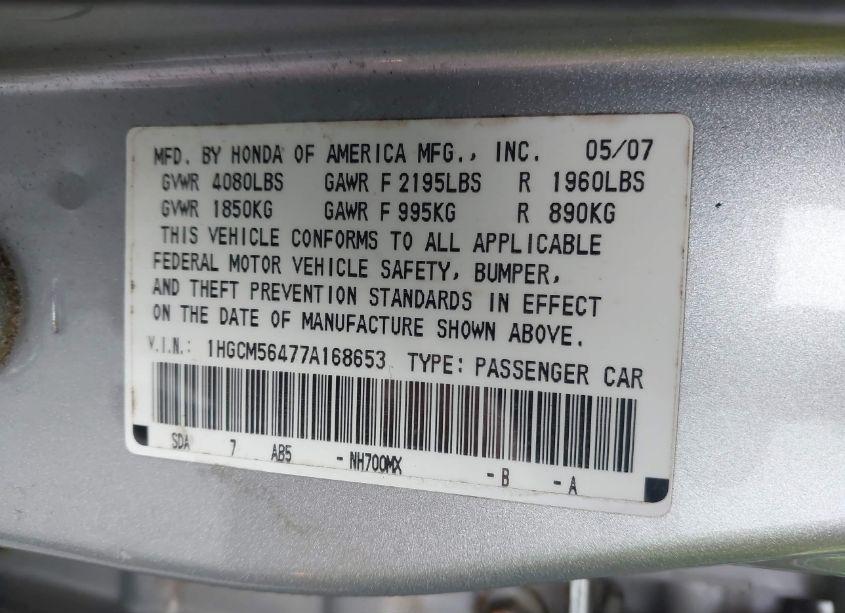 MFD. BY HONDA OF AMERICA MFG., INC. 05/07
GVWR 4080LBS GAWR F 2195LBS R 1960LBS
GVWR 1850KG GAWR F 995KG R 890KG
THIS VEHICLE CONFORMS TO ALL APPLICABLE
FEDERAL MOTOR VEHICLE SAFETY, BUMPER,
AND THEFT PREVENTION STANDARDS IN EFFECT
ON THE DATE OF MANUFACTURE SHOWN ABOVE.
V.I.N.: 1HGCM56477A168653 TYPE: PASSENGER CAR
SDA 7 AB5 - NH700MX - B - A